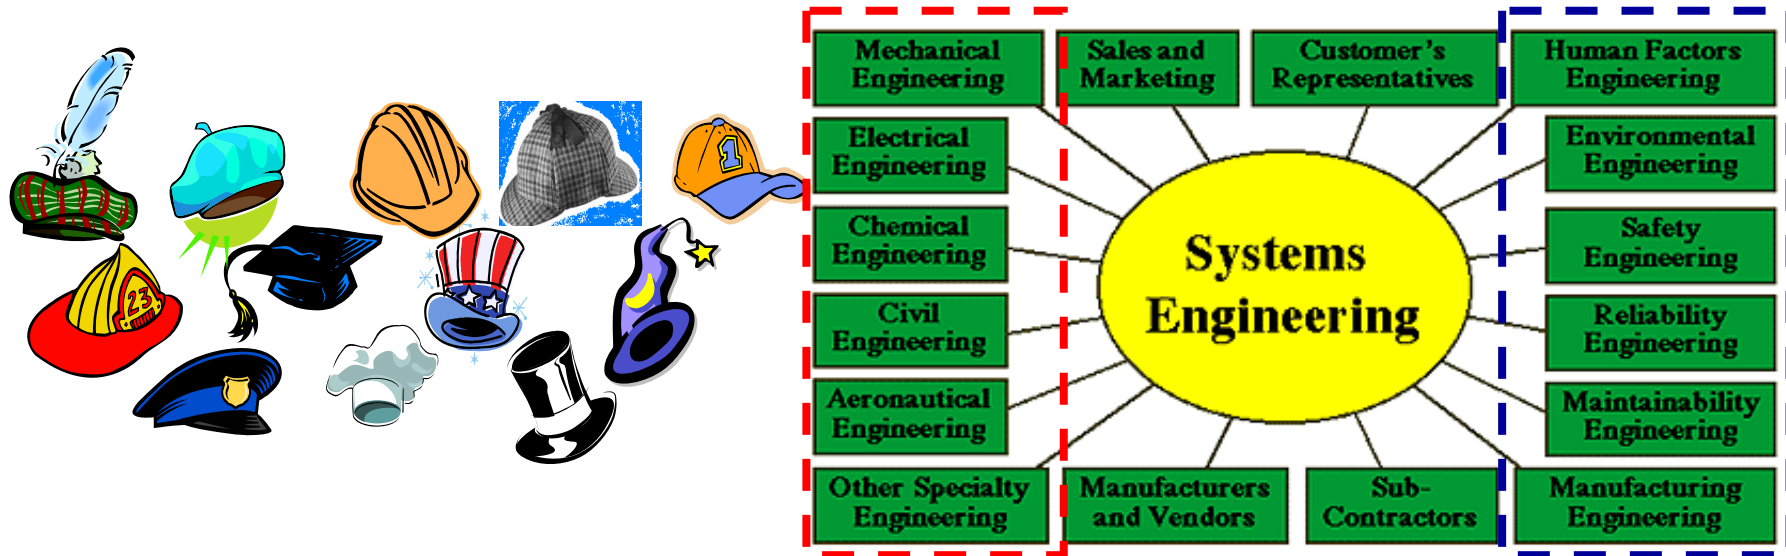 23
1
Mechanical
Engineering
Sales and
Marketing
Customer's
Representatives
Human Factors
Engineering
Electrical
Engineering
Environmental
Engineering
Chemical
Engineering
Safety
Engineering
Systems
Engineering
Civil
Engineering
Reliability
Engineering
Aeronautical
Engineering
Maintainability
Engineering
Other Specialty
Engineering
Manufacturers
and Vendors
Sub-
Contractors
Manufacturing
Engineering